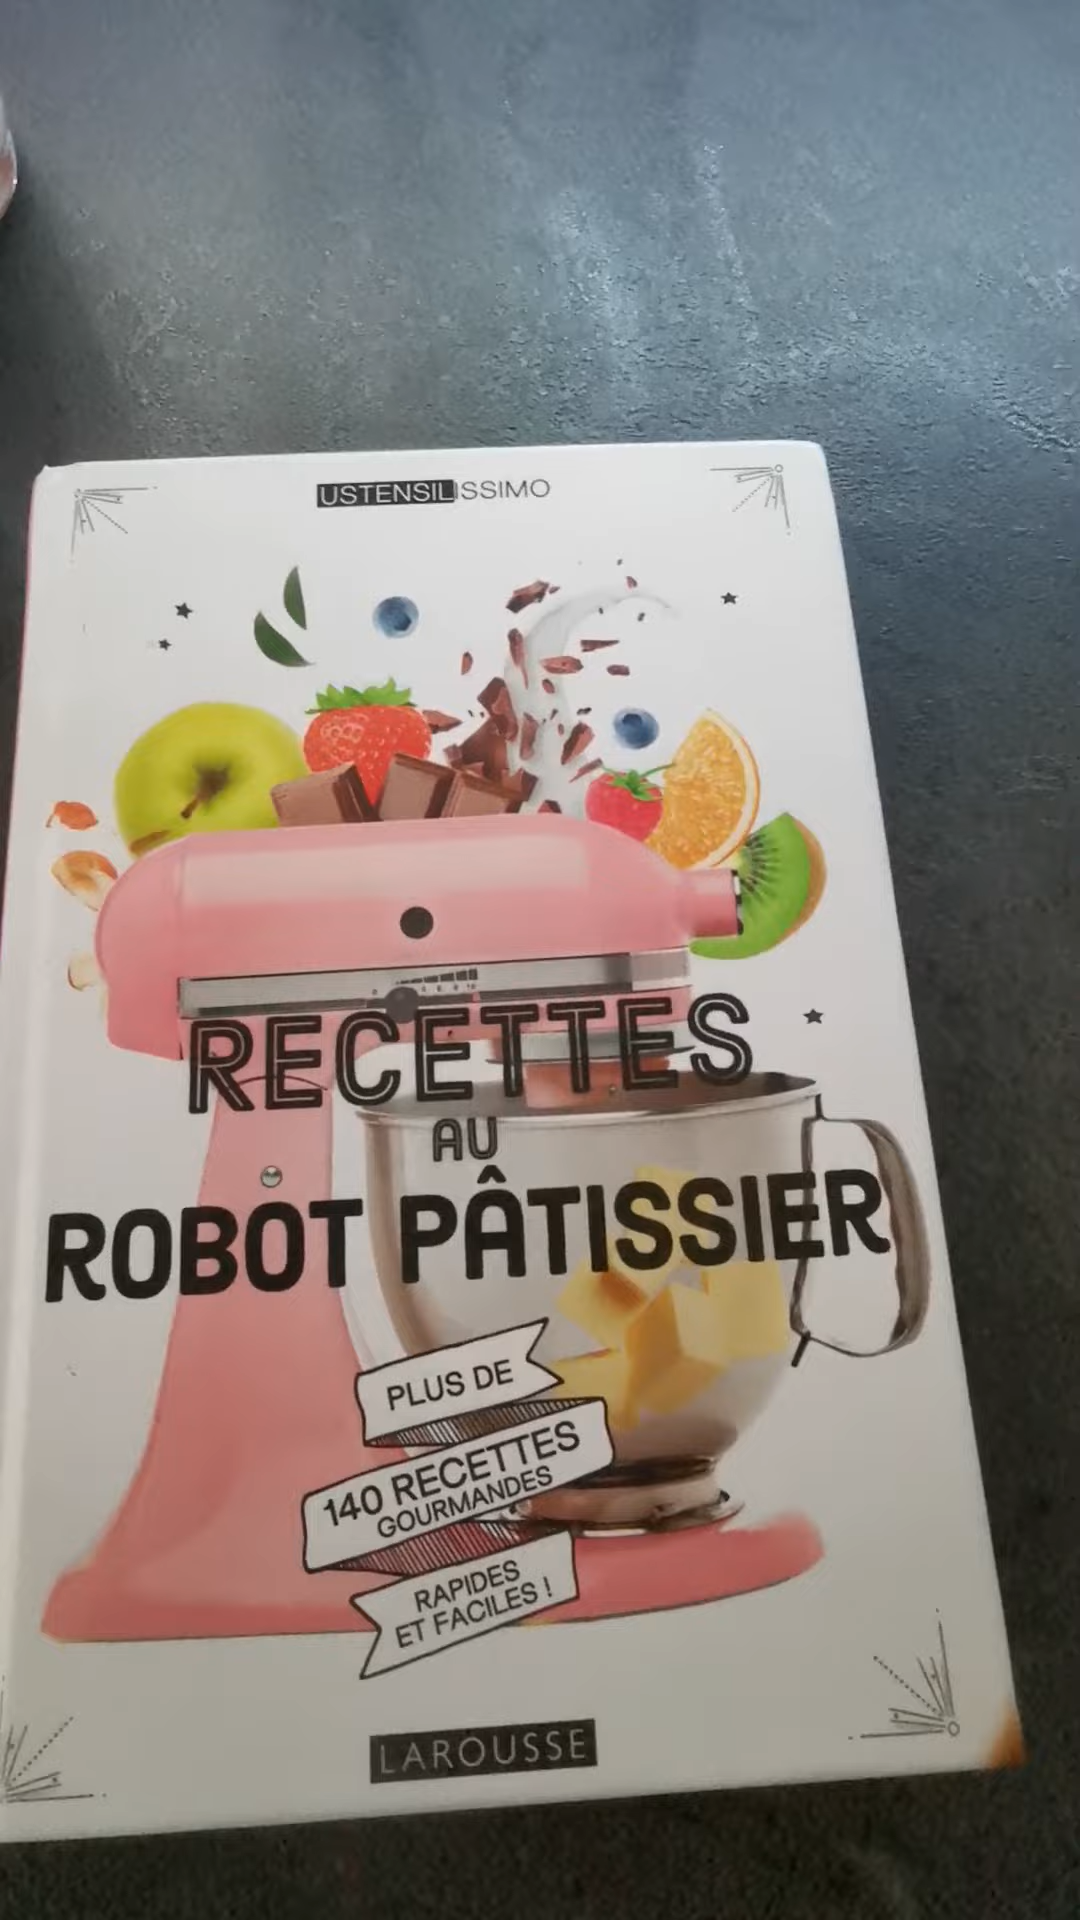 USTENSILISSIMO
RECETTES
AU
ROBOT PÂTISSIER
PLUS DE
140 RECETTES
GOURMANDES
RAPIDES
ET FACILES !
LAROUSSE